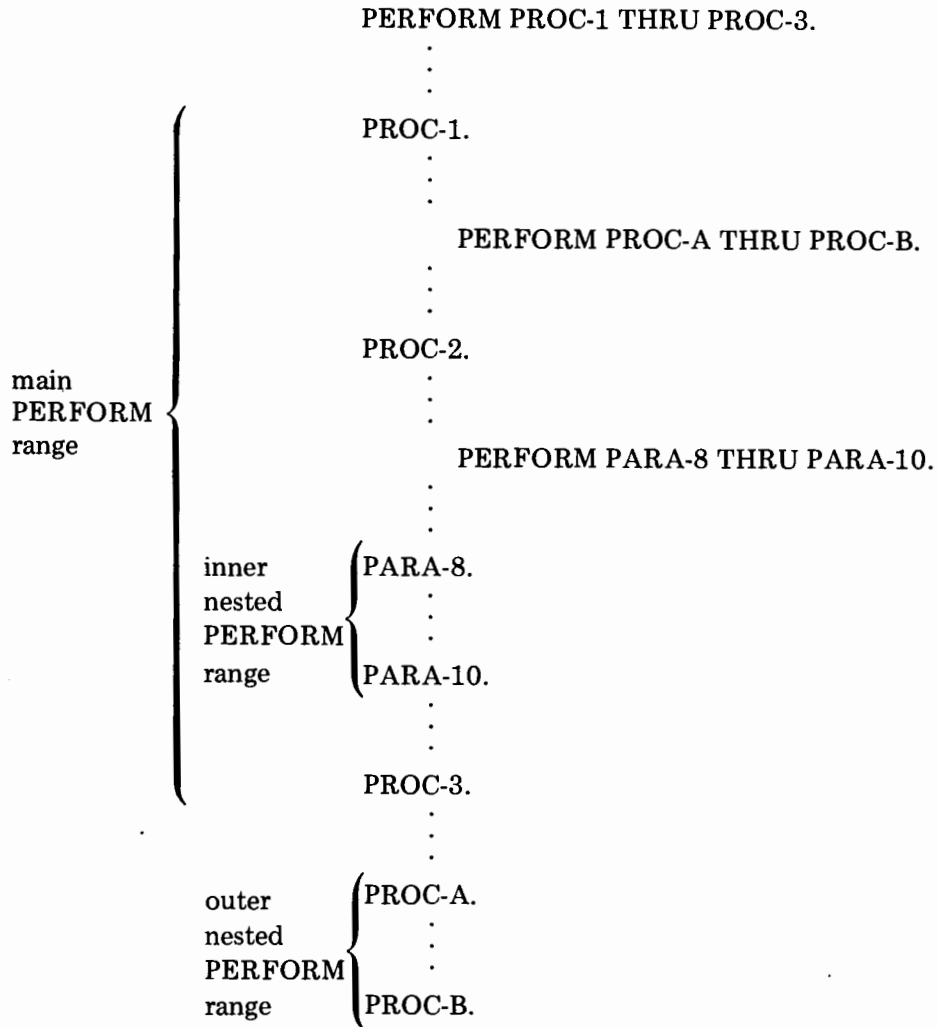 PERFORM PROC-1 THRU PROC-3.
PROC-1.
PERFORM PROC-A THRU PROC-B.
PROC-2.
main
PERFORM
range
PERFORM PARA-8 THRU PARA-10.
inner
nested
PERFORM
range
PARA-8.
PARA-10.
PROC-3.
outer
nested
PERFORM
range
PROC-A.
PROC-B.